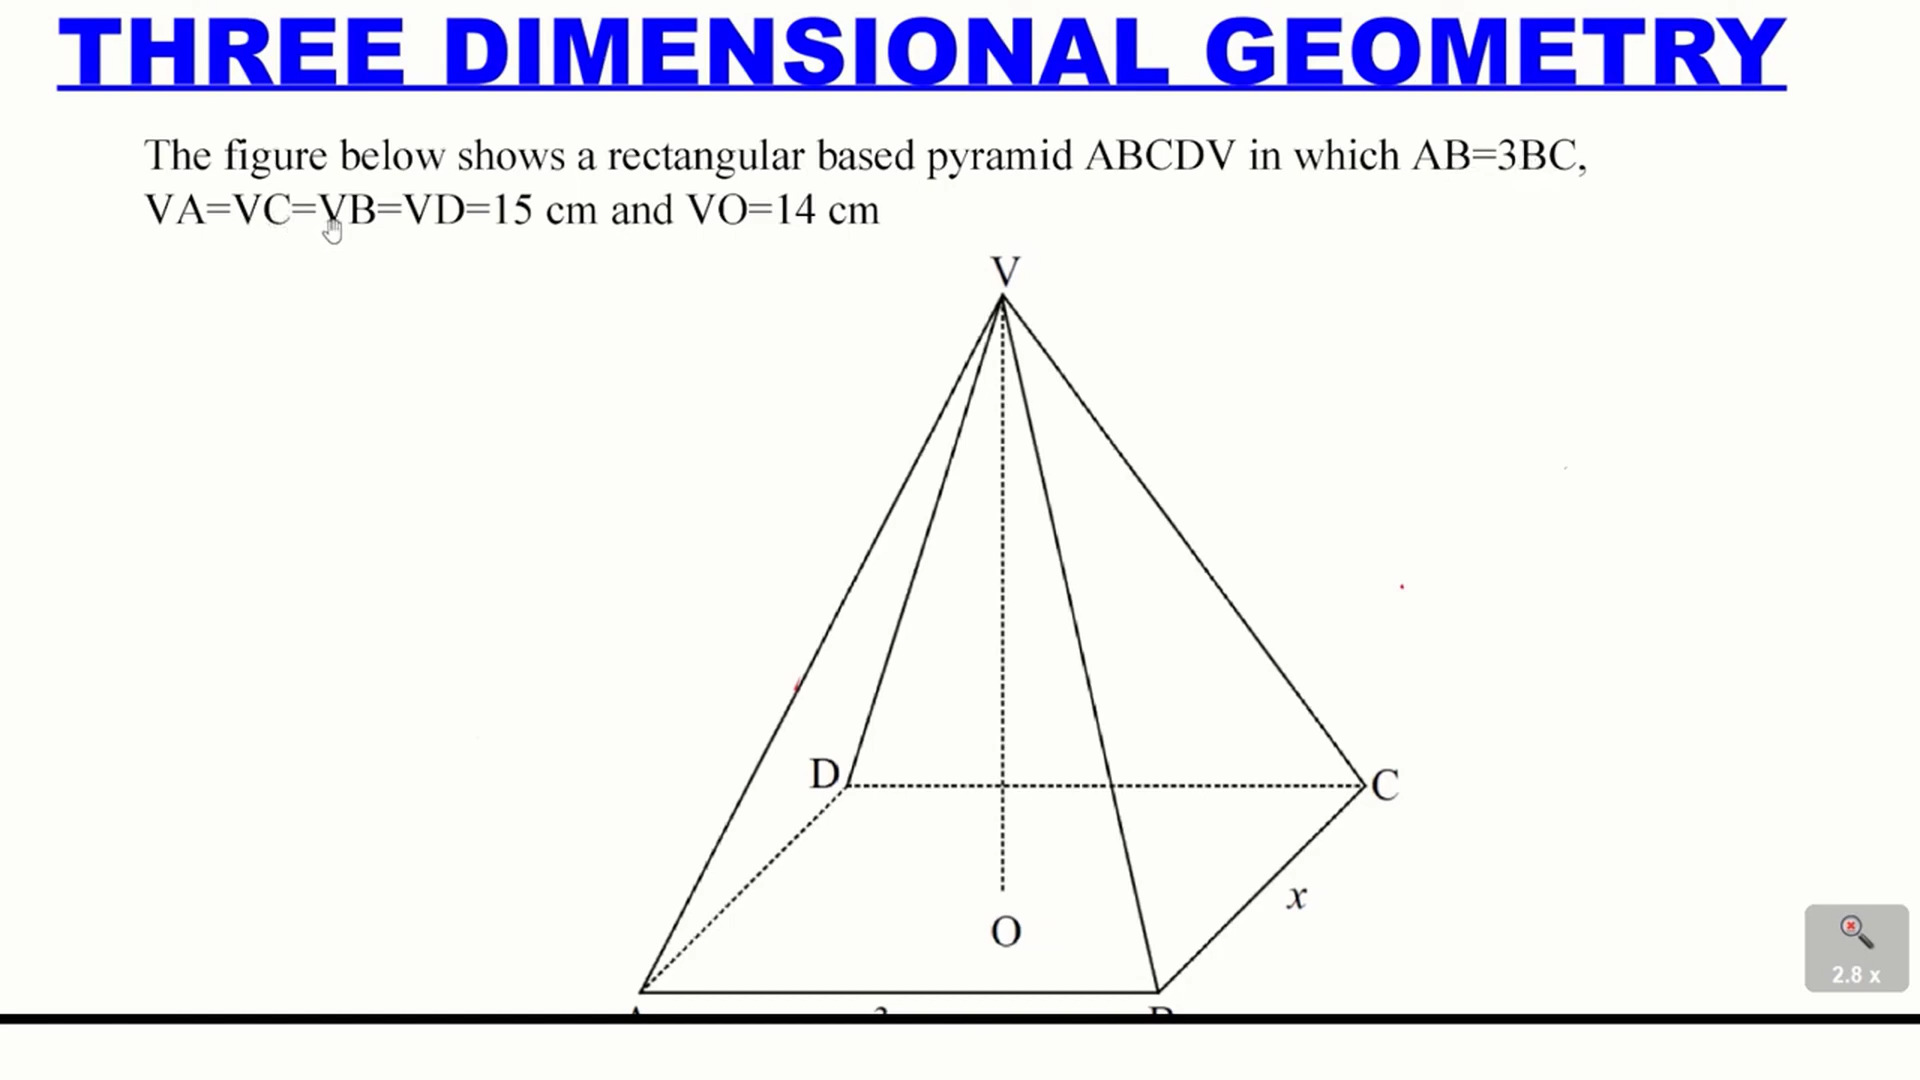 THREE DIMENSIONAL GEOMETRY
The figure below shows a rectangular based pyramid ABCDV in which AB=3BC,
VA=VC=VB=VD=15 cm and VO=14 cm
V
D
C
x
O
2.8 x